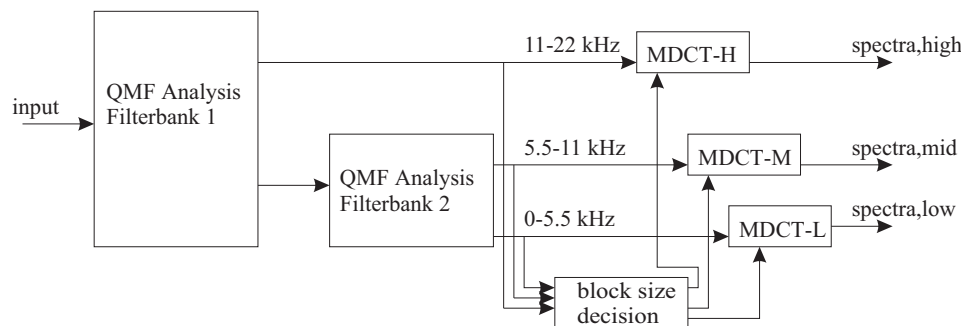 11-22 kHz
MDCT-H
spectra,high
QMF Analysis
Filterbank 1
input
5.5-11 kHz
MDCT-M
spectra,mid
QMF Analysis
Filterbank 2
0-5.5 kHz
MDCT-L
spectra,low
block size
decision